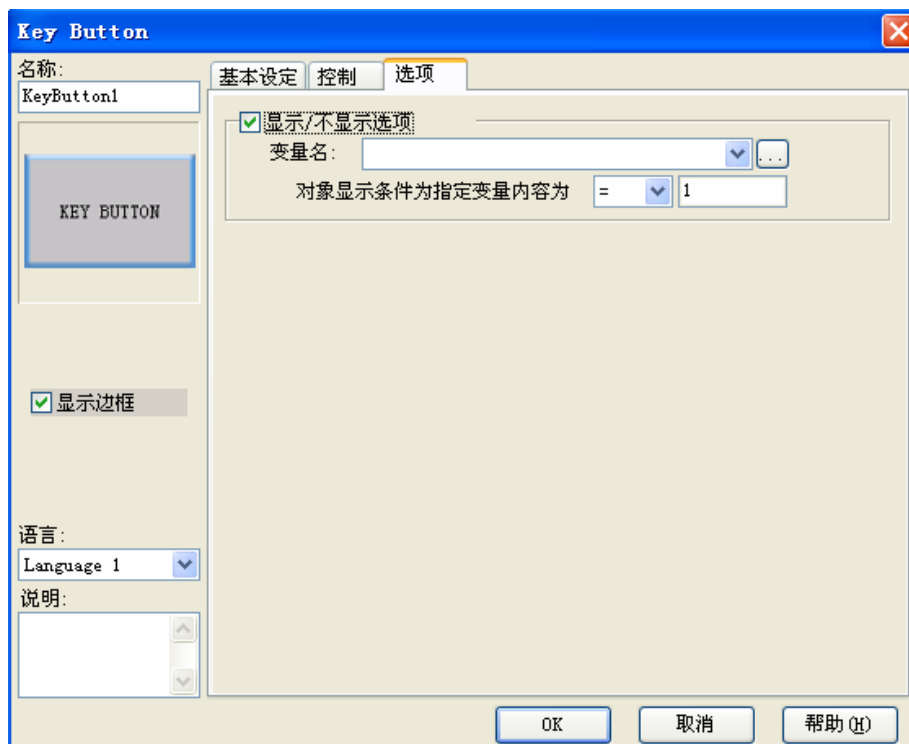 Key Button
名称:
KeyButton1
基本设定 控制 选项
KEY BUTTON
显示/不显示选项
变量名:
...
对象显示条件为指定变量内容为 = 1
显示边框
语言:
Language 1
说明:
OK 取消 帮助(H)